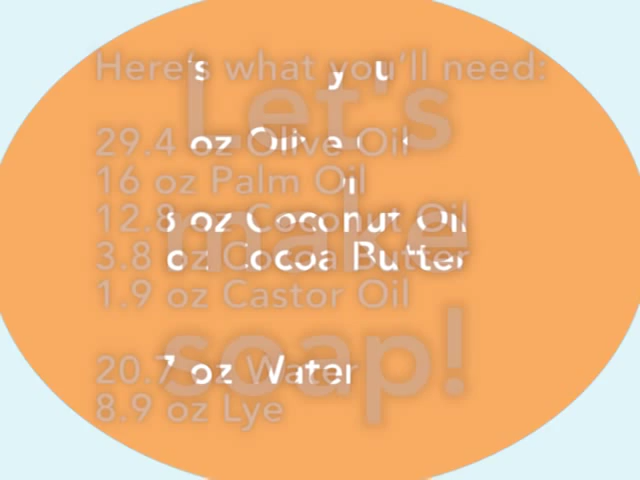 Here's what you'll need:
Let's
29.4 oz Olive Oil
16 oz Palm Oil
12.8 oz Coconut Oil
make
3.8 oz Cocoa Butter
1.9 oz Castor Oil
soap!
20.7 oz Water
8.9 oz Lye